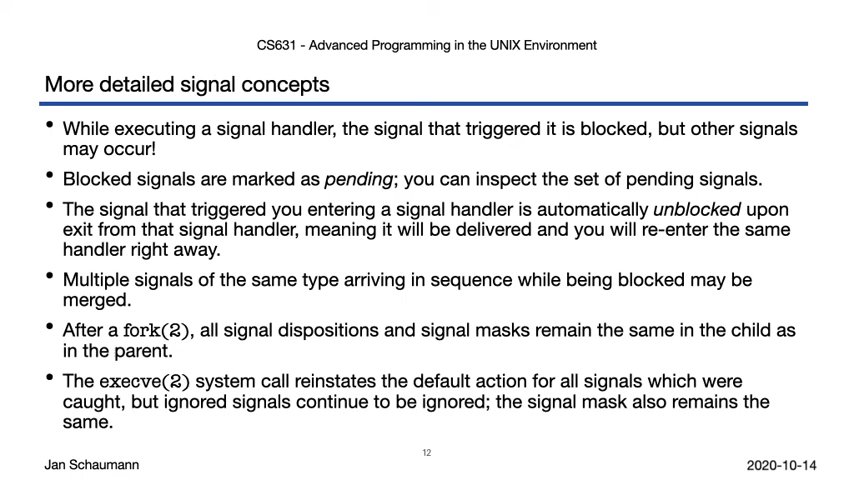 CS631 - Advanced Programming in the UNIX Environment
More detailed signal concepts
• While executing a signal handler, the signal that triggered it is blocked, but other signals
may occur!
• Blocked signals are marked as pending; you can inspect the set of pending signals.
• The signal that triggered you entering a signal handler is automatically unblocked upon
exit from that signal handler, meaning it will be delivered and you will re-enter the same
handler right away.
• Multiple signals of the same type arriving in sequence while being blocked may be
merged.
• After a fork(2), all signal dispositions and signal masks remain the same in the child as
in the parent.
• The execve(2) system call reinstates the default action for all signals which were
caught, but ignored signals continue to be ignored; the signal mask also remains the
same.
12
Jan Schaumann
2020-10-14